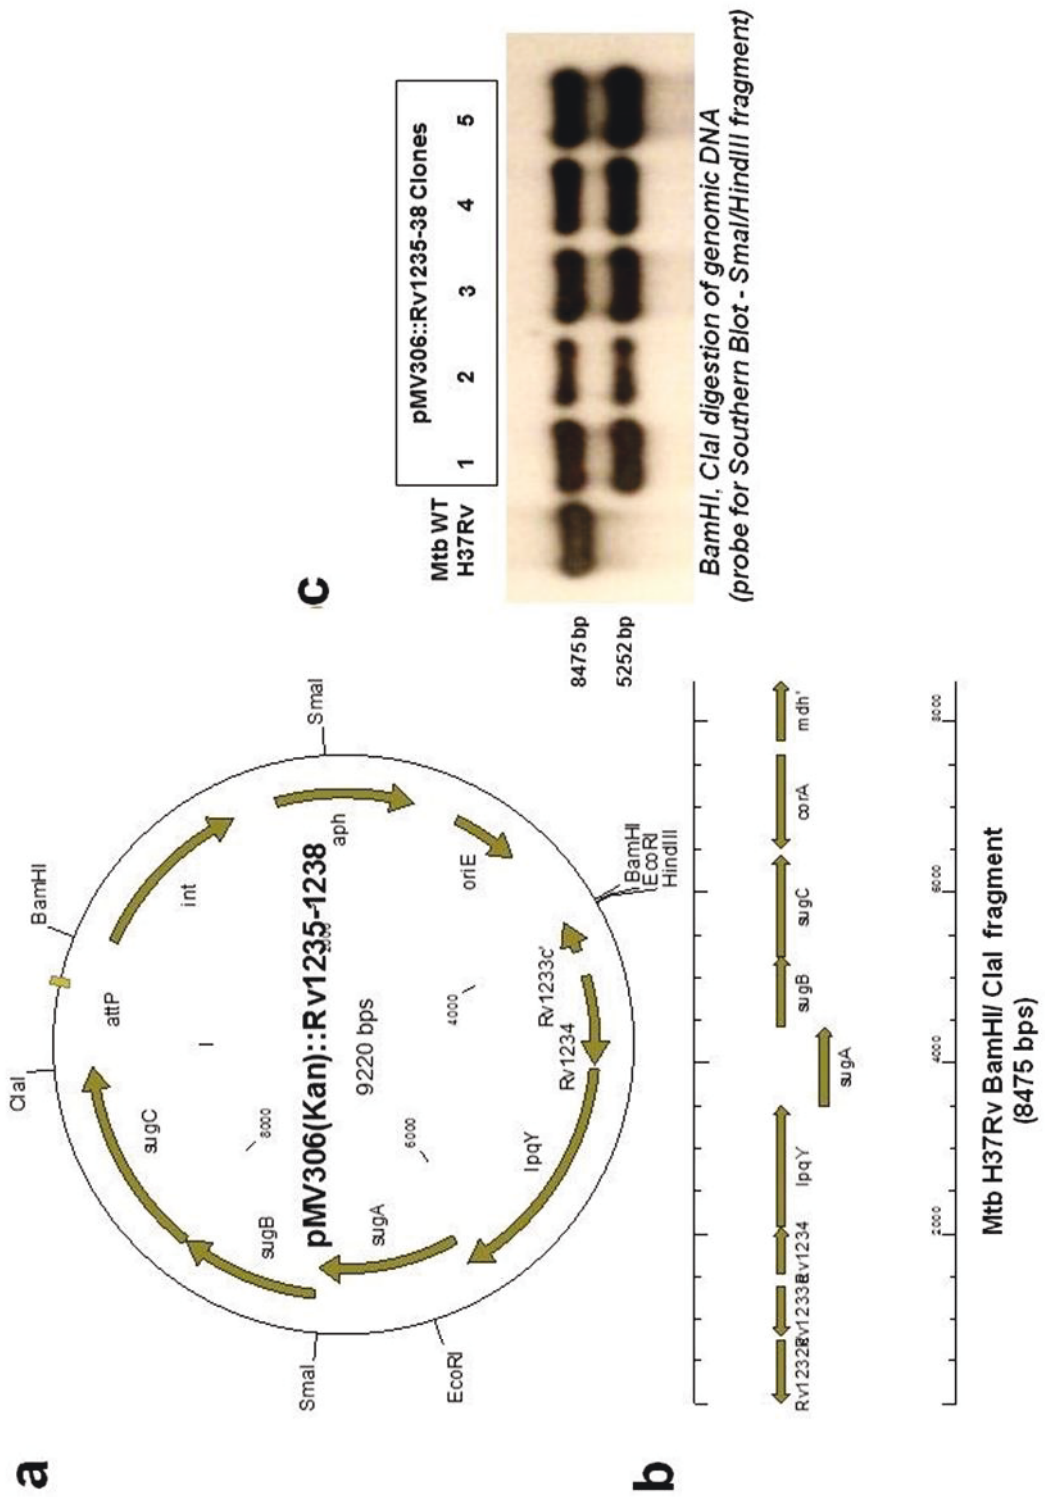 a
ClaI
attP
BamHI
int
SmaI
aph
oriE
BamHI
EcoRI
HindIII
Rv1233c'
Rv1234
lpqY
EcoRI
sugA
SmaI
sugB
sugC
8000
6000
4000
pMV306(Kan)::Rv1235-1238
9220 bps
b
Rv1234
lpqY
sugA
sugB
sugC
corA
mdh'
2000
4000
6000
8000
Mtb H37Rv BamHI/ ClaI fragment
(8475 bps)
c
Mtb WT
H37Rv
pMV306::Rv1235-38 Clones
1 2 3 4 5
8475 bp
5252 bp
BamHI, ClaI digestion of genomic DNA
(probe for Southern Blot - SmaI/HindIII fragment)